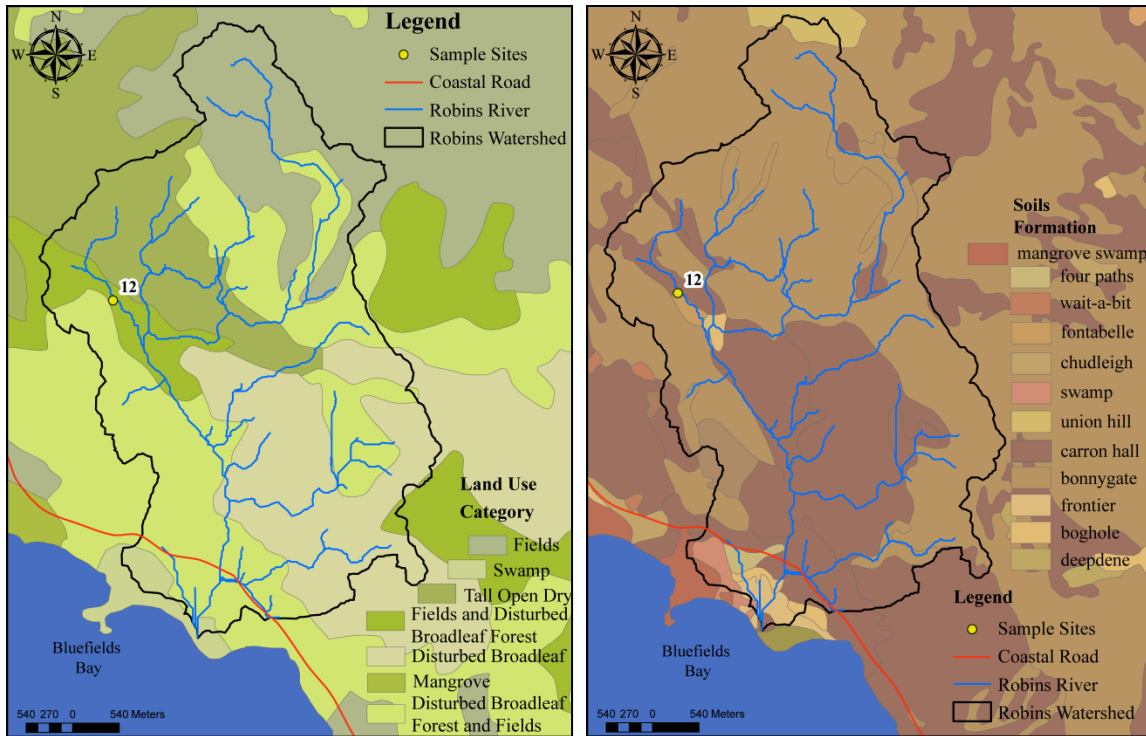 N
W E
S
Legend
Sample Sites
Coastal Road
Robins River
Robins Watershed
12
Land Use
Category
Fields
Swamp
Tall Open Dry
Fields and Disturbed
Broadleaf Forest
Disturbed Broadleaf
Mangrove
Disturbed Broadleaf
Forest and Fields
Bluefields
Bay
540 270 0 540 Meters
N
W E
S
12
Soils
Formation
mangrove swamp
four paths
wait-a-bit
fontabelle
chudleigh
swamp
union hill
carron hall
bonnygate
frontier
boghole
deepdene
Legend
Sample Sites
Coastal Road
Robins River
Robins Watershed
Bluefields
Bay
540 270 0 540 Meters